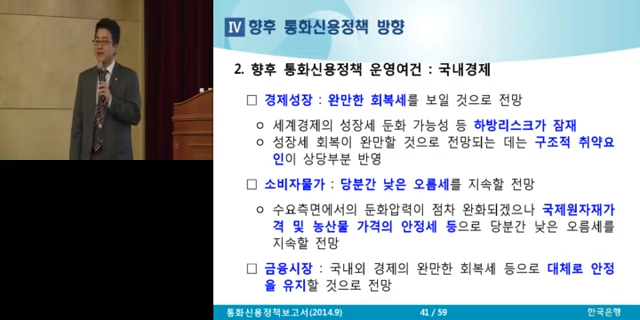 Ⅳ 향후 통화신용정책 방향
2. 향후 통화신용정책 운영여건 : 국내경제
□ 경제성장 : 완만한 회복세를 보일 것으로 전망
○ 세계경제의 성장세 둔화 가능성 등 하방리스크가 잠재
○ 성장세 회복이 완만할 것으로 전망되는 데는 구조적 취약요
인이 상당부분 반영
□ 소비자물가 : 당분간 낮은 오름세를 지속할 전망
○ 수요측면에서의 둔화압력이 점차 완화되겠으나 국제원자재가
격 및 농산물 가격의 안정세 등으로 당분간 낮은 오름세를
지속할 전망
□ 금융시장 : 국내외 경제의 완만한 회복세 등으로 대체로 안정
을 유지할 것으로 전망
통화신용정책보고서(2014.9) 41 / 59 한국은행